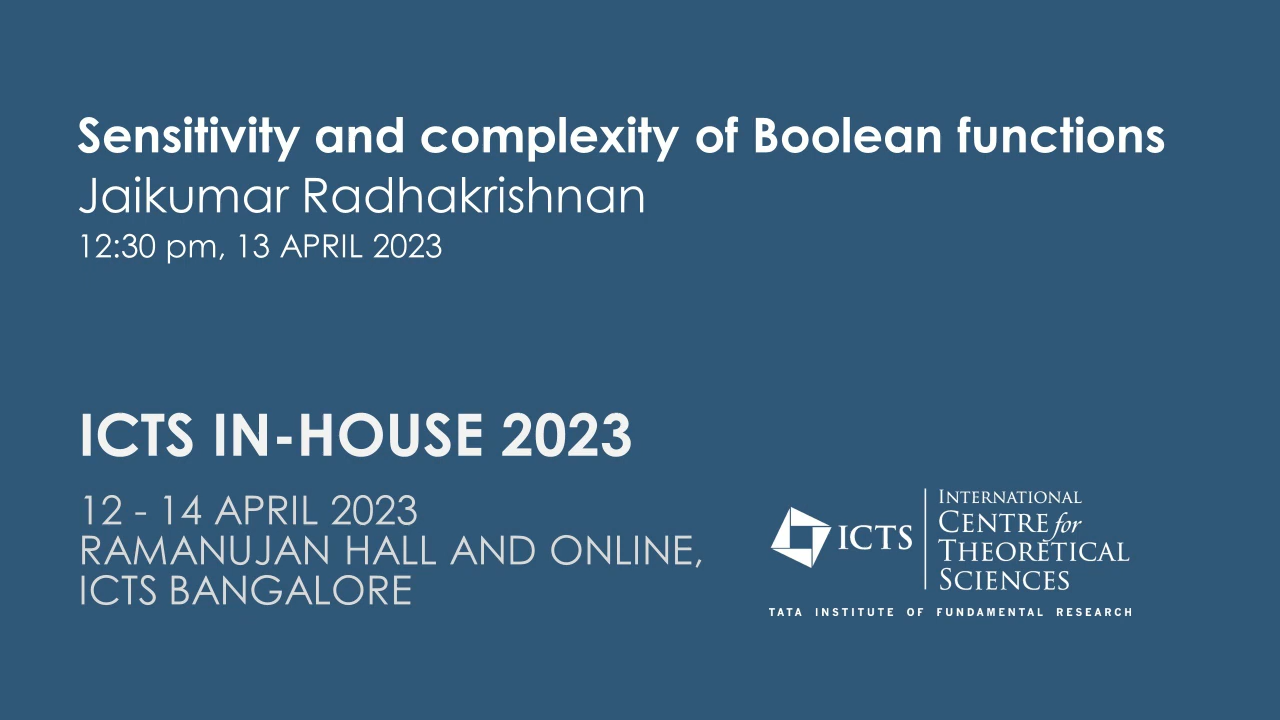 Sensitivity and complexity of Boolean functions
Jaikumar Radhakrishnan
12:30 pm, 13 APRIL 2023
ICTS IN-HOUSE 2023
12 - 14 APRIL 2023
RAMANUJAN HALL AND ONLINE,
ICTS BANGALORE
ICTS
INTERNATIONAL
CENTRE for
THEORETICAL
SCIENCES
TATA INSTITUTE OF FUNDAMENTAL RESEARCH